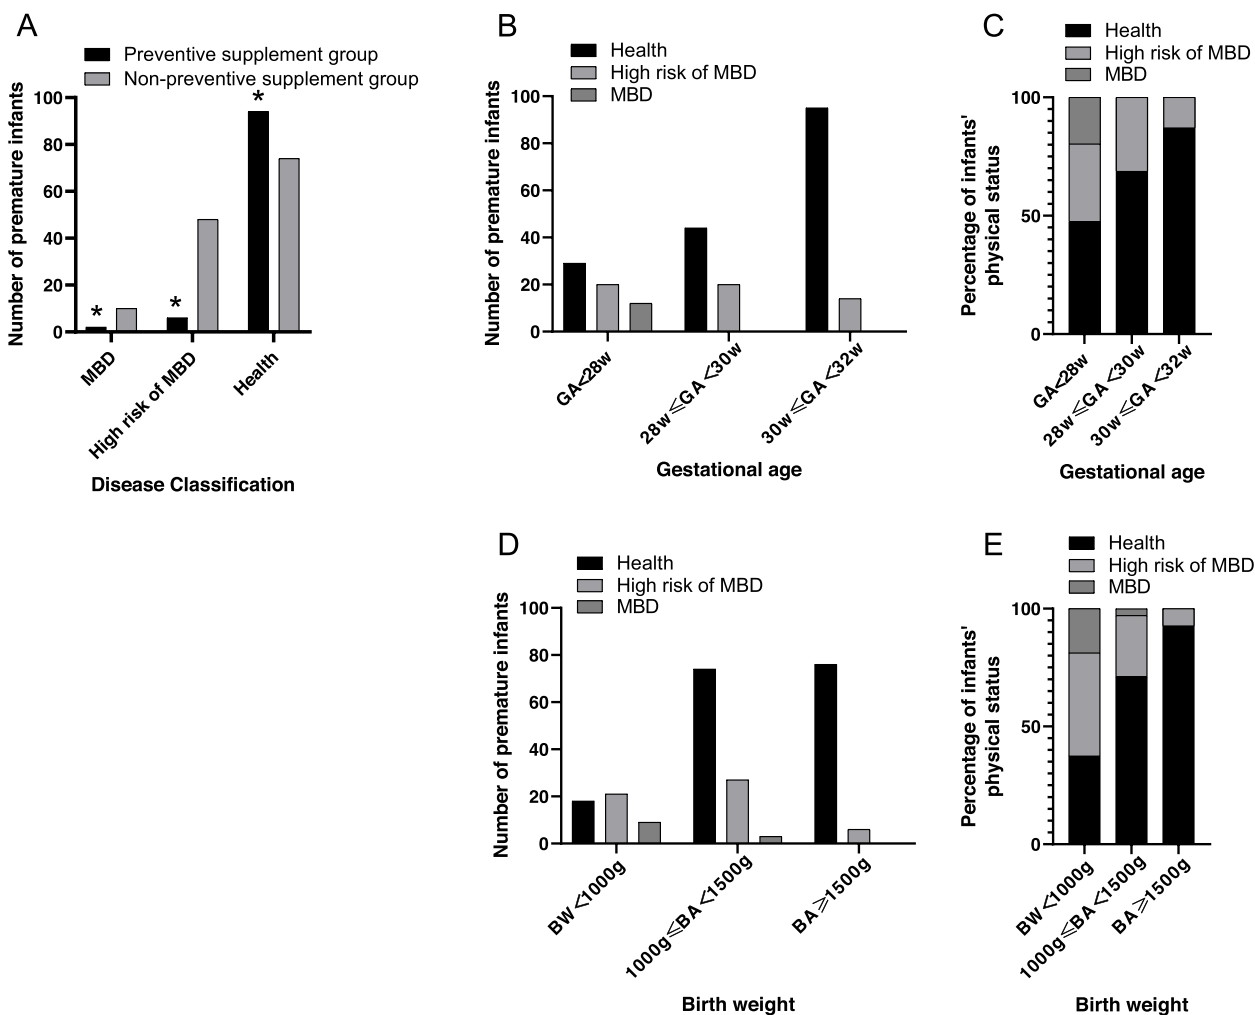 A
Preventive supplement group
Non-preventive supplement group
Number of premature infants
100
80
60
40
20
0
*
*
*
MBD
High risk of MBD
Health
Disease Classification
B
Health
High risk of MBD
MBD
Number of premature infants
100
80
60
40
20
0
GA<28w
28w≦GA <30w
30w≦GA <32w
Gestational age
C
Health
High risk of MBD
MBD
Percentage of infants'
physical status
100
50
0
GA<28w
28w≦GA <30w
30w≦GA <32w
Gestational age
D
Health
High risk of MBD
MBD
Number of premature infants
100
80
60
40
20
0
BW <1000g
1000g≦BA <1500g
BA ⩾1500g
Birth weight
E
Health
High risk of MBD
MBD
Percentage of infants'
physical status
100
50
0
BW <1000g
1000g≦BA <1500g
BA ⩾1500g
Birth weight